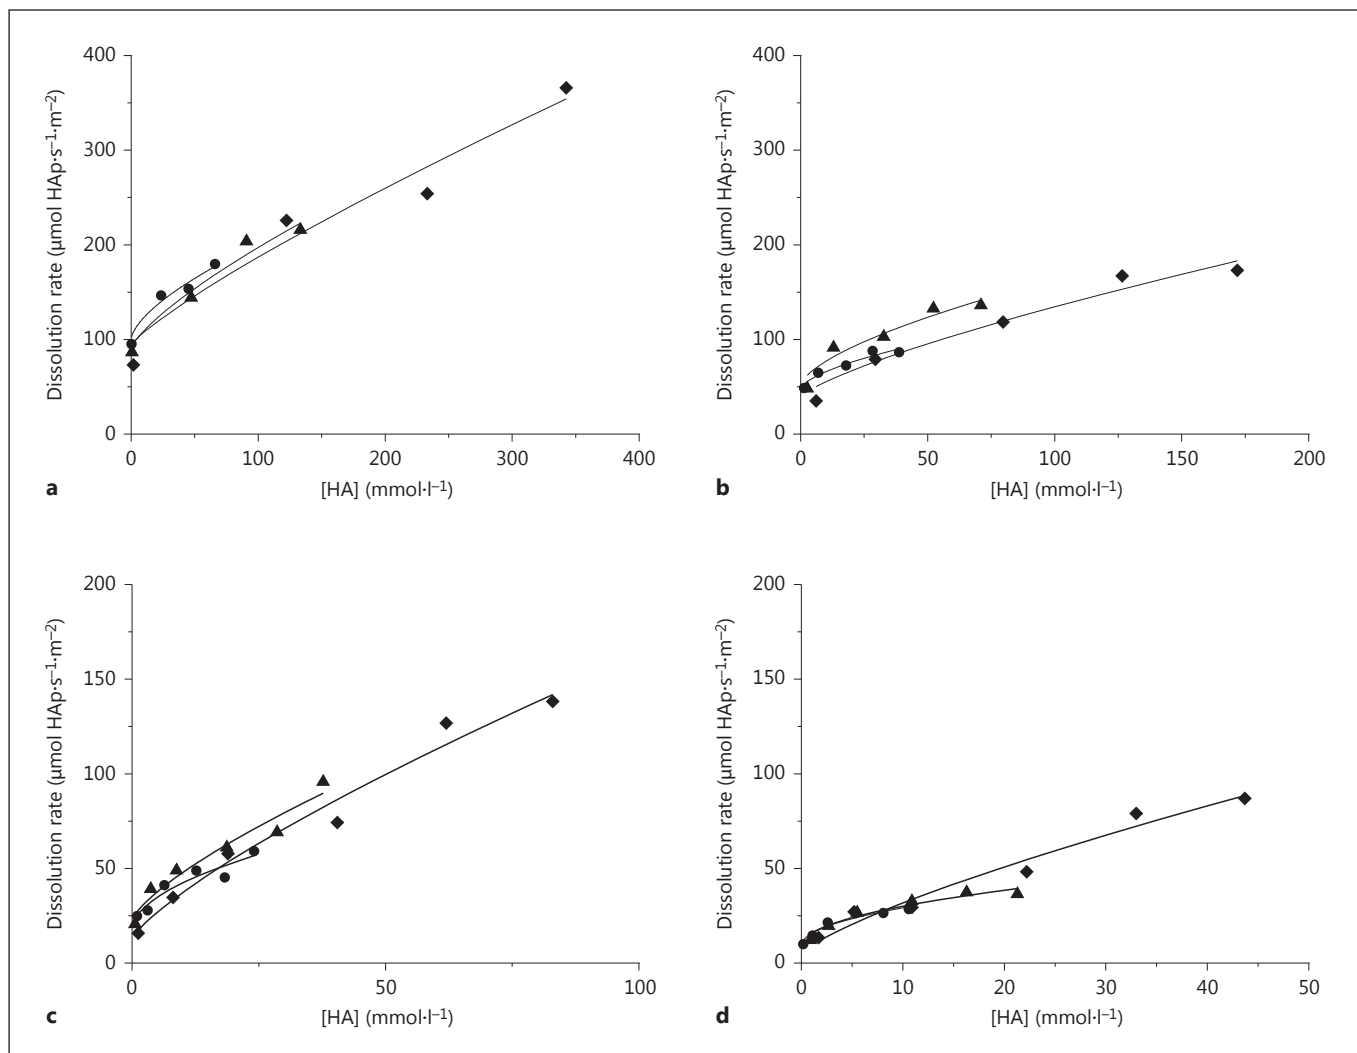 400
300
200
100
0
Dissolution rate (µmol HAp·s⁻¹·m⁻²)
0 100 200 300 400
[HA] (mmol·l⁻¹)
a
400
300
200
100
0
Dissolution rate (µmol HAp·s⁻¹·m⁻²)
0 50 100 150 200
[HA] (mmol·l⁻¹)
b
200
150
100
50
0
Dissolution rate (µmol HAp·s⁻¹·m⁻²)
0 50 100
[HA] (mmol·l⁻¹)
c
200
150
100
50
0
Dissolution rate (µmol HAp·s⁻¹·m⁻²)
0 10 20 30 40 50
[HA] (mmol·l⁻¹)
d